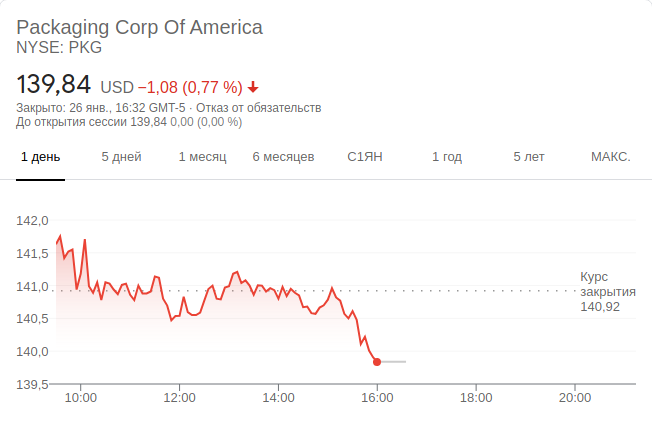 Packaging Corp Of America
NYSE: PKG
139,84 USD −1,08 (0,77 %)
Закрыто: 26 янв., 16:32 GMT-5 · Отказ от обязательств
До открытия сессии 139,84 0,00 (0,00 %)
1 день 5 дней 1 месяц 6 месяцев С1ЯН 1 год 5 лет МАКС.
142,0
141,5
141,0
140,5
140,0
139,5
Курс
закрытия
140,92
10:00 12:00 14:00 16:00 18:00 20:00